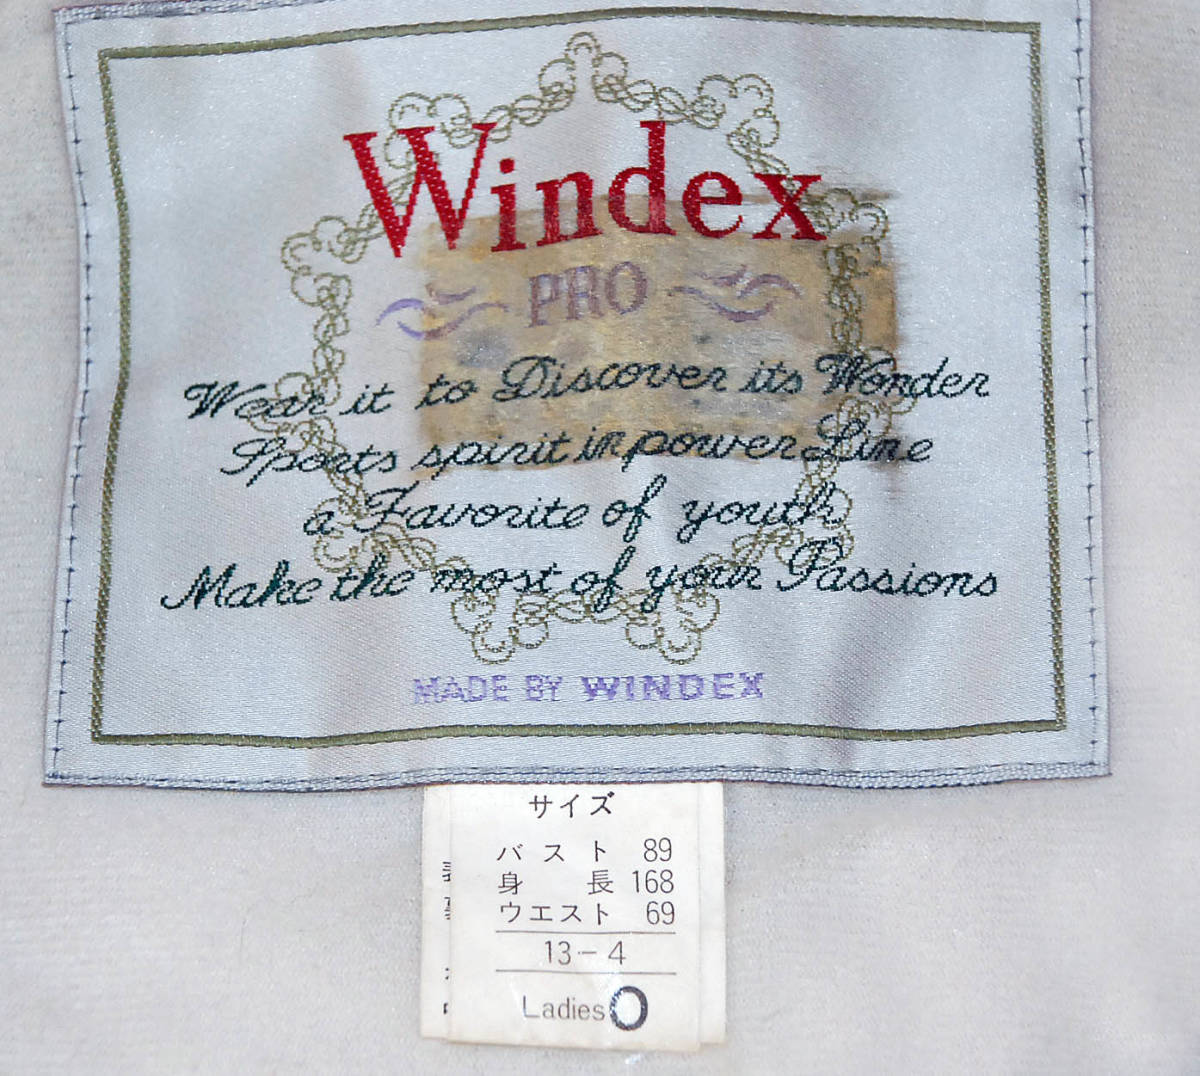 Windex
PRO
Wear it to Discover its Wonder
Sports spirit in power Line
a Favorite of youth
Make the most of your Passions
MADE BY WINDEX
サイズ
バスト 89
身長 168
ウエスト 69
13-4
Ladies O